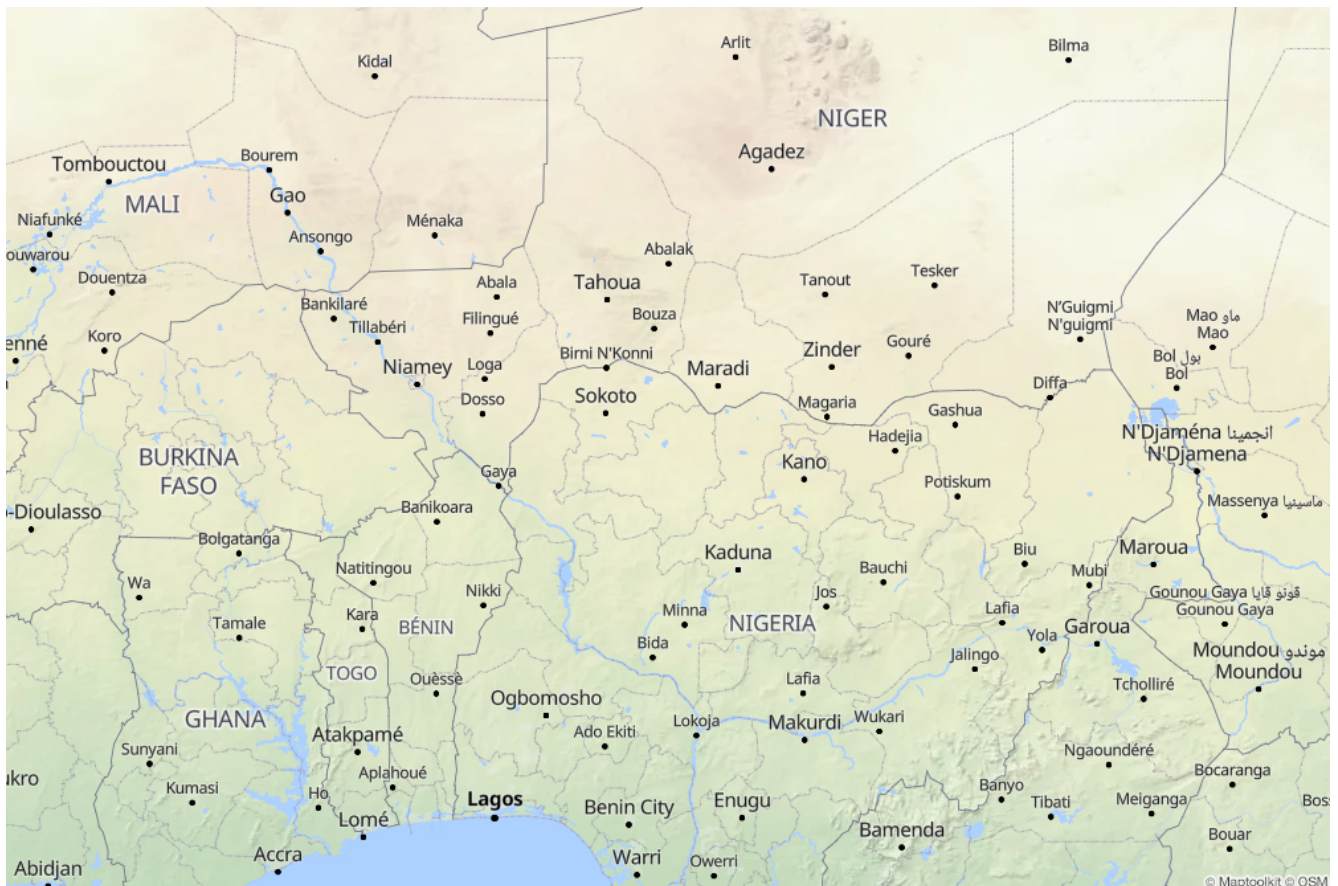 Arlit
Bilma
Kidal
NIGER
Agadez
Bourem
Tombouctou
Gao
MALI
Niafunké
Ménaka
Ansongo
ouwarou
Abalak
Douentza
Abala
Tahoua
Tanout
Tesker
Bankilaré
Filingué
Bouza
N'Guigmi
N'guigmi
ماو Mao
Mao
Tillabéri
Koro
enné
Birni N'Konni
Zinder
Gouré
Bol بول
Bol
Niamey
Loga
Maradi
Diffa
Dosso
Sokoto
Magaria
Gashua
N'Djaména انجمينا
N'Djamena
Hadejia
BURKINA
FASO
Kano
Gaya
Potiskum
Massenya ماسينيا
-Dioulasso
Banikoara
Bolgatanga
Kaduna
Biu
Maroua
Natitingou
Bauchi
Mubi
Wa
Nikki
Jos
Gounou Gaya قونو قايا
Gounou Gaya
Kara
Minna
Lafia
Tamale
BÉNIN
NIGERIA
Yola
Garoua
Bida
Jalingo
Moundou موندو
Moundou
TOGO
Ouèssè
Lafia
Tcholliré
Ogbomosho
GHANA
Lokoja
Makurdi
Wukari
Atakpamé
Ado Ekiti
Sunyani
Ngaoundéré
ukro
Aplahoué
Bocaranga
Kumasi
Ho
Lagos
Benin City
Enugu
Banyo
Tibati
Meiganga
Boss
Lomé
Bamenda
Bouar
Accra
Warri
Owerri
Abidjan
© Maptoolkit © OSM